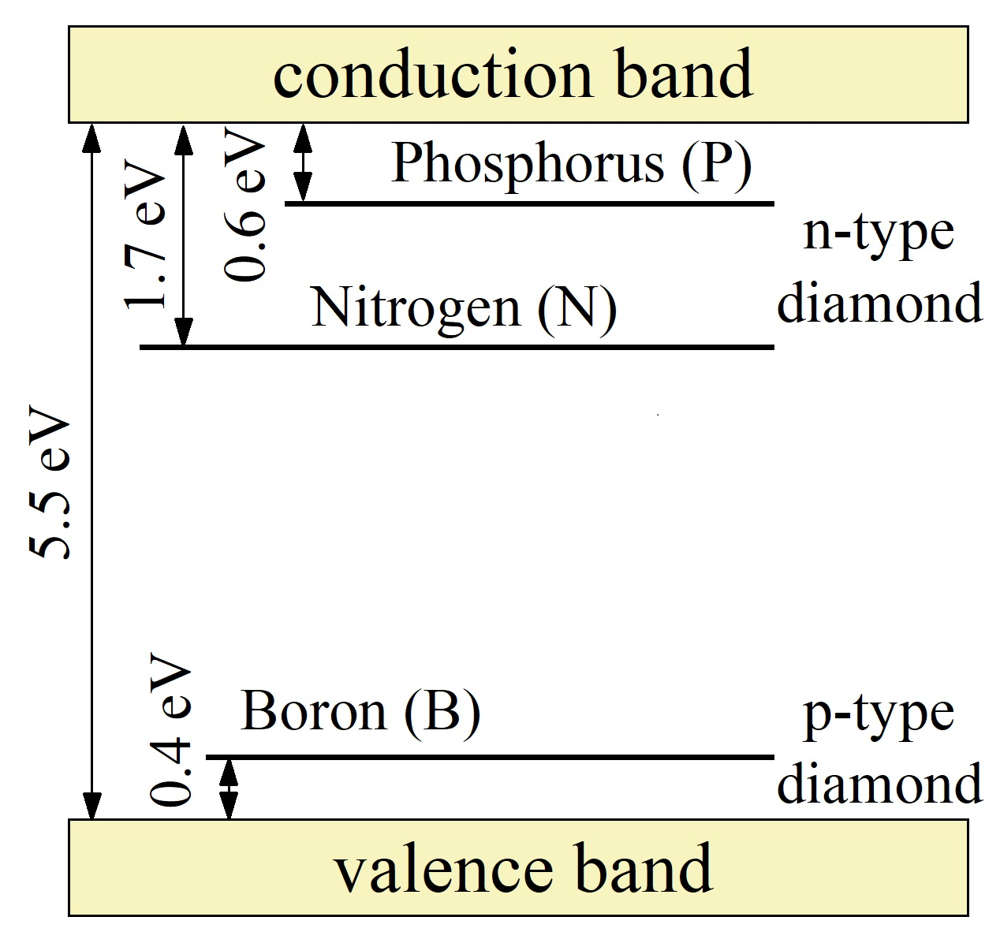 conduction band
Phosphorus (P)
0.6 eV
1.7 eV
n-type
diamond
Nitrogen (N)
5.5 eV
0.4 eV
Boron (B)
p-type
diamond
valence band